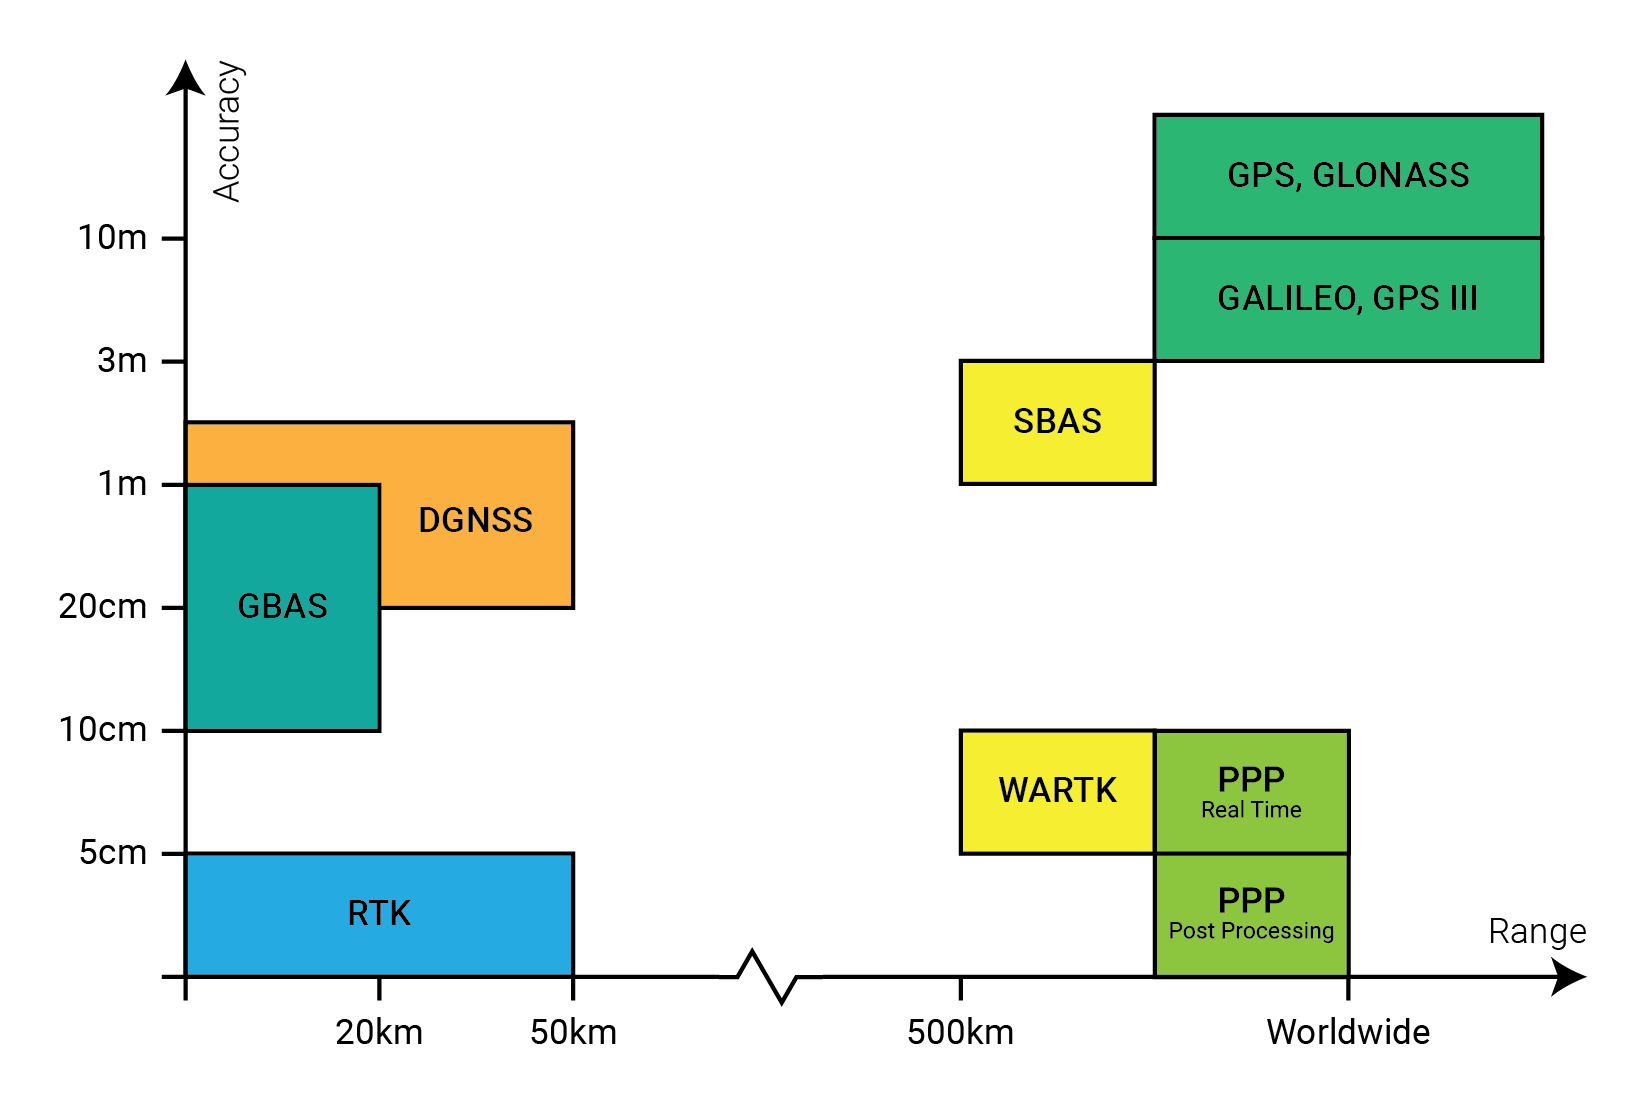 Accuracy
GPS, GLONASS
10m
GALILEO, GPS III
3m
SBAS
1m
DGNSS
20cm
GBAS
10cm
WARTK
PPP
Real Time
5cm
RTK
PPP
Post Processing
Range
20km
50km
500km
Worldwide